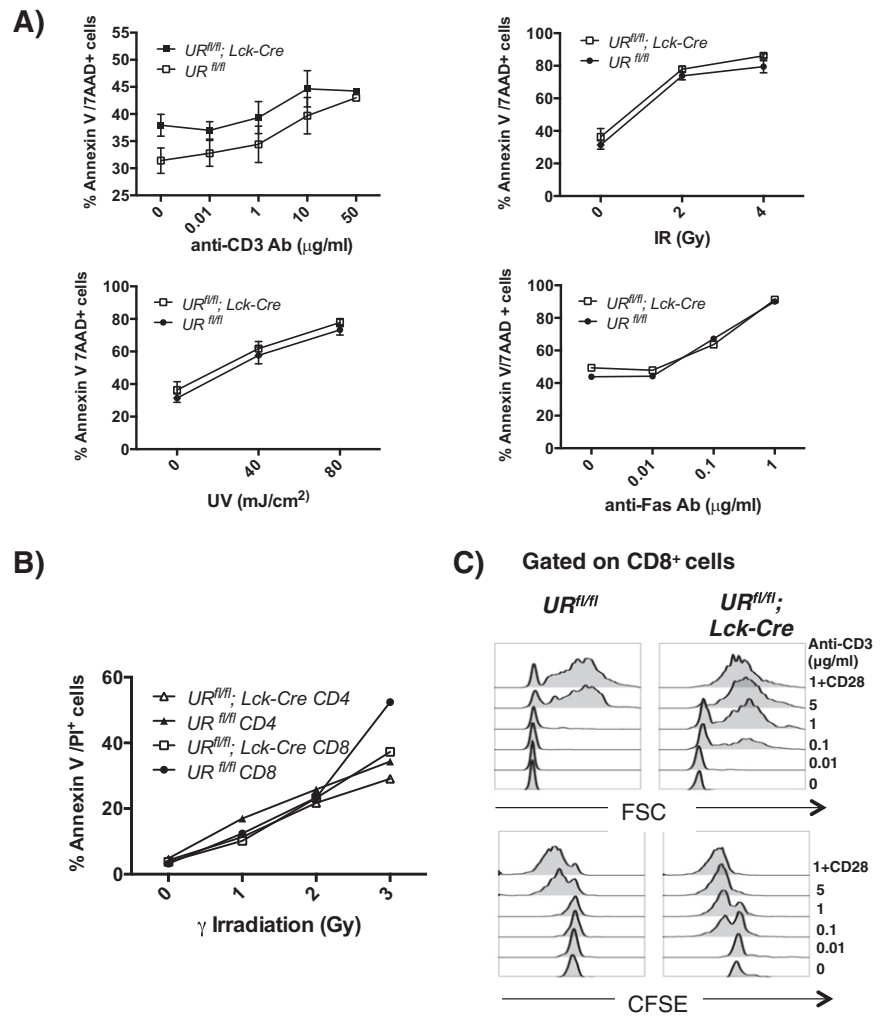 A)
% Annexin V /7AAD+ cells
55
50
45
40
35
30
25
UR fl/fl; Lck-Cre
UR fl/fl
0
0.01
1
10
50
anti-CD3 Ab (μg/ml)
% Annexin V /7AAD+ cells
100
80
60
40
20
0
UR fl/fl; Lck-Cre
UR fl/fl
0
2
4
IR (Gy)
% Annexin V 7AAD+ cells
100
80
60
40
20
0
UR fl/fl; Lck-Cre
UR fl/fl
0
40
80
UV (mJ/cm²)
% Annexin V/7AAD + cells
100
80
60
40
20
0
UR fl/fl; Lck-Cre
UR fl/fl
0
0.01
0.1
1
anti-Fas Ab (μg/ml)
B)
% Annexin V /PI⁺ cells
60
40
20
0
UR fl/fl; Lck-Cre CD4
UR fl/fl CD4
UR fl/fl; Lck-Cre CD8
UR fl/fl CD8
0
1
2
3
γ Irradiation (Gy)
C)
Gated on CD8⁺ cells
UR fl/fl
UR fl/fl;
Lck-Cre
Anti-CD3
(μg/ml)
1+CD28
5
1
0.1
0.01
0
FSC
1+CD28
5
1
0.1
0.01
0
CFSE